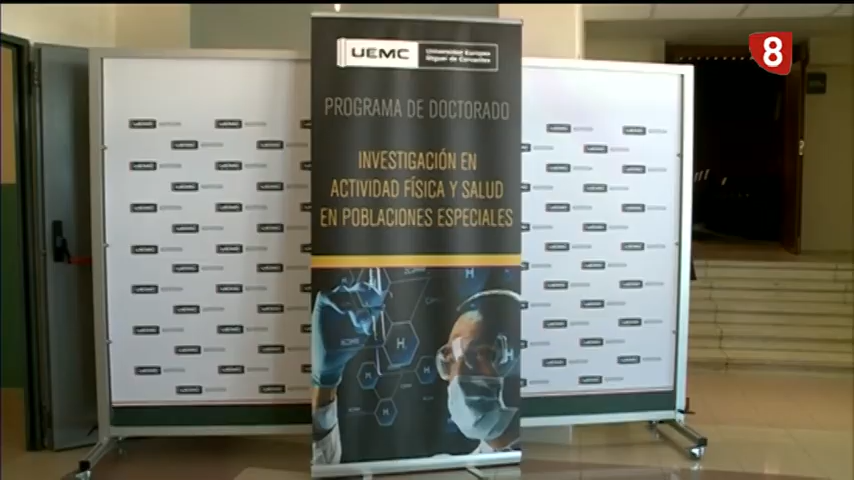 8
UEMC
Universidad Europea
Miguel de Cervantes
PROGRAMA DE DOCTORADO
INVESTIGACIÓN EN
ACTIVIDAD FÍSICA Y SALUD
EN POBLACIONES ESPECIALES